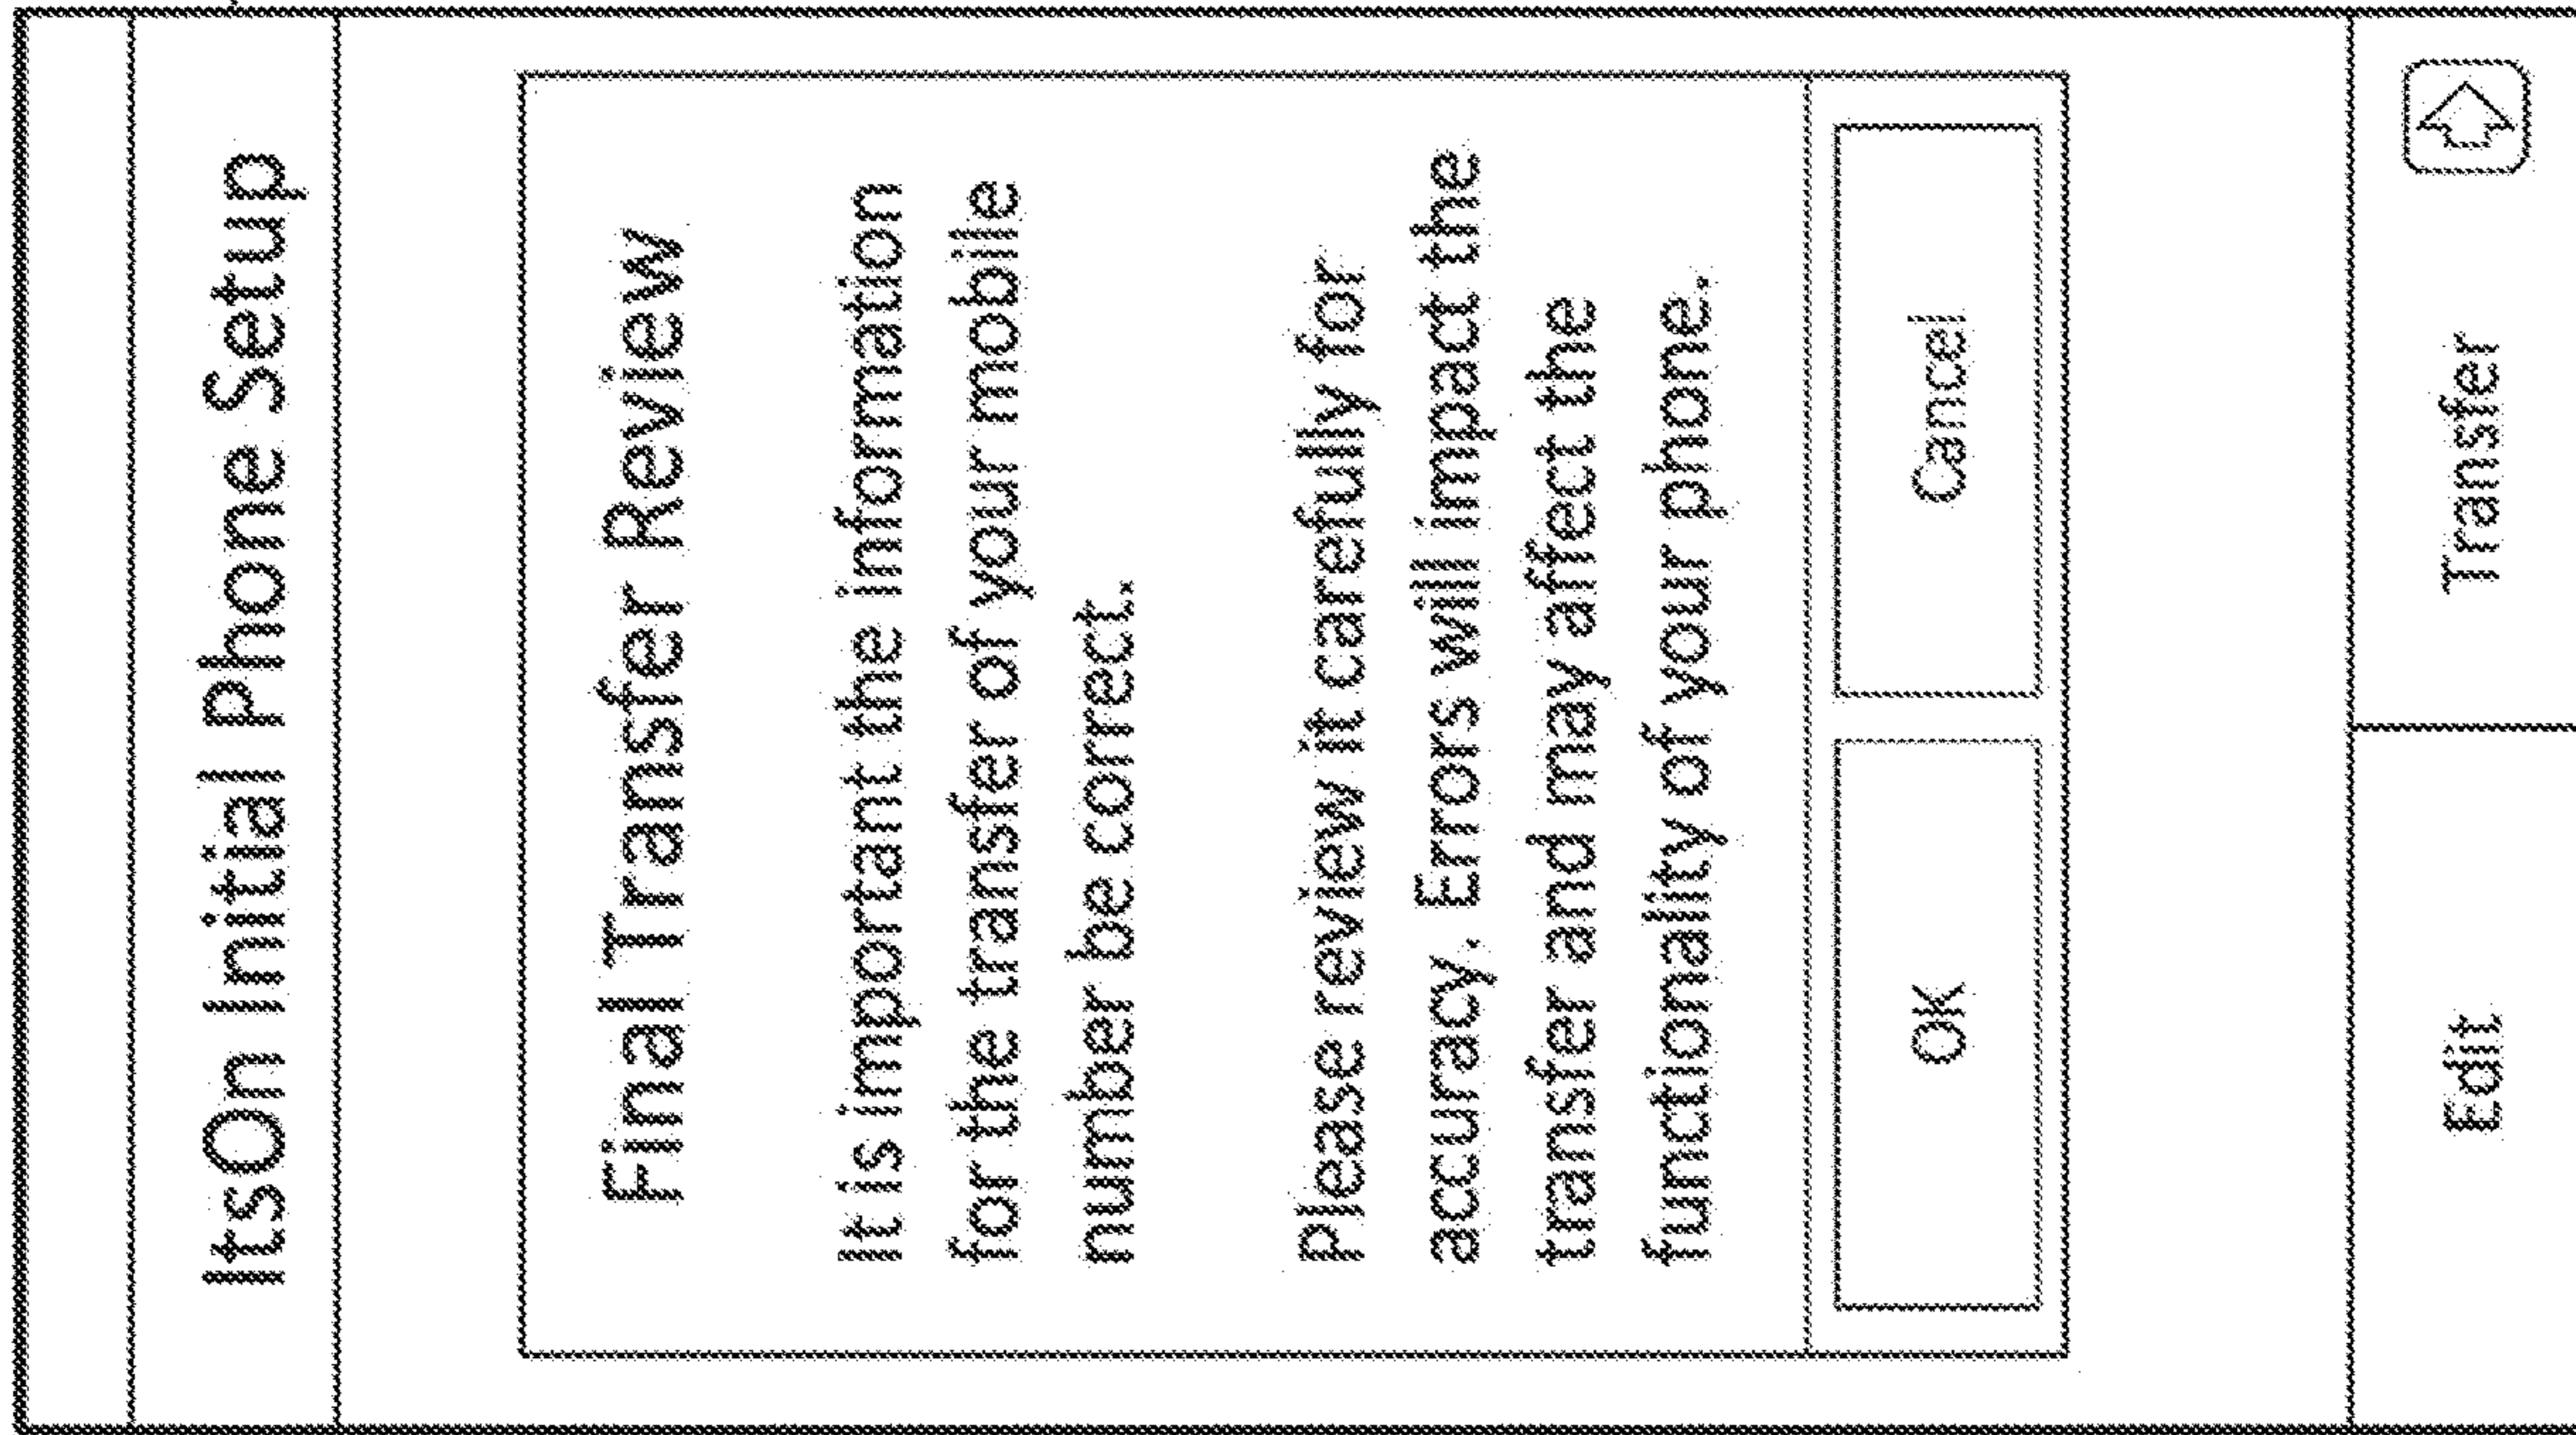 ItsOn Initial Phone Setup
Final Transfer Review
It is important the information
for the transfer of your mobile
number be correct.
Please review it carefully for
accuracy. Errors will impact the
transfer and may affect the
functionality of your phone.
OK Cancel
Edit Transfer